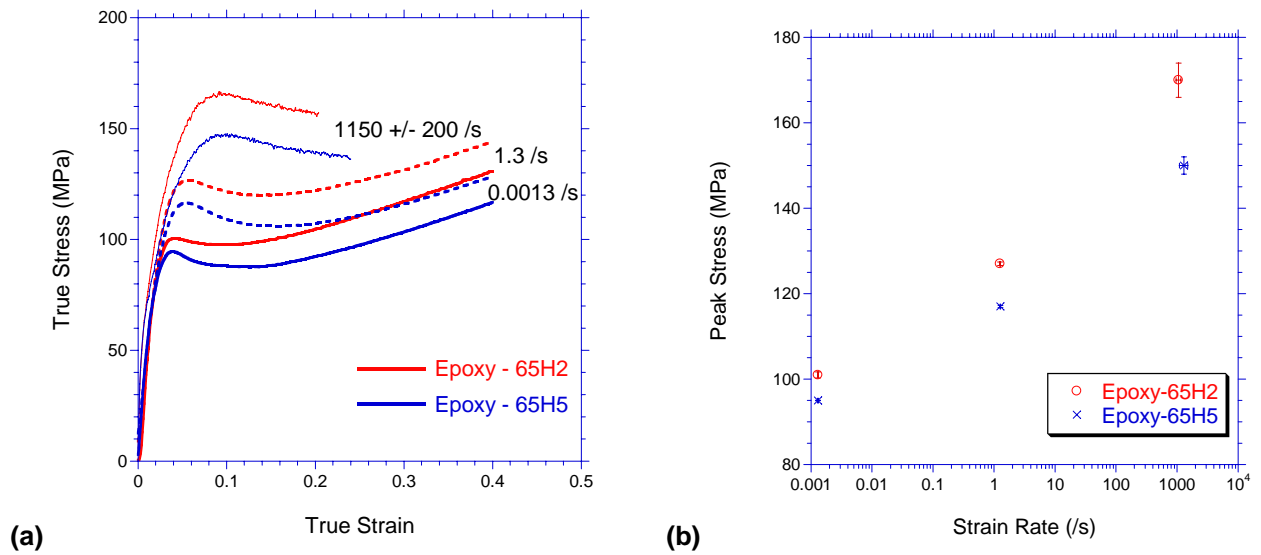 200
150
100
50
0
0
0.1
0.2
0.3
0.4
0.5
True Stress (MPa)
True Strain
1150 +/- 200 /s
1.3 /s
0.0013 /s
Epoxy - 65H2
Epoxy - 65H5
(a)
180
160
140
120
100
80
0.001
0.01
0.1
1
10
100
1000
10⁴
Peak Stress (MPa)
Strain Rate (/s)
Epoxy-65H2
Epoxy-65H5
(b)